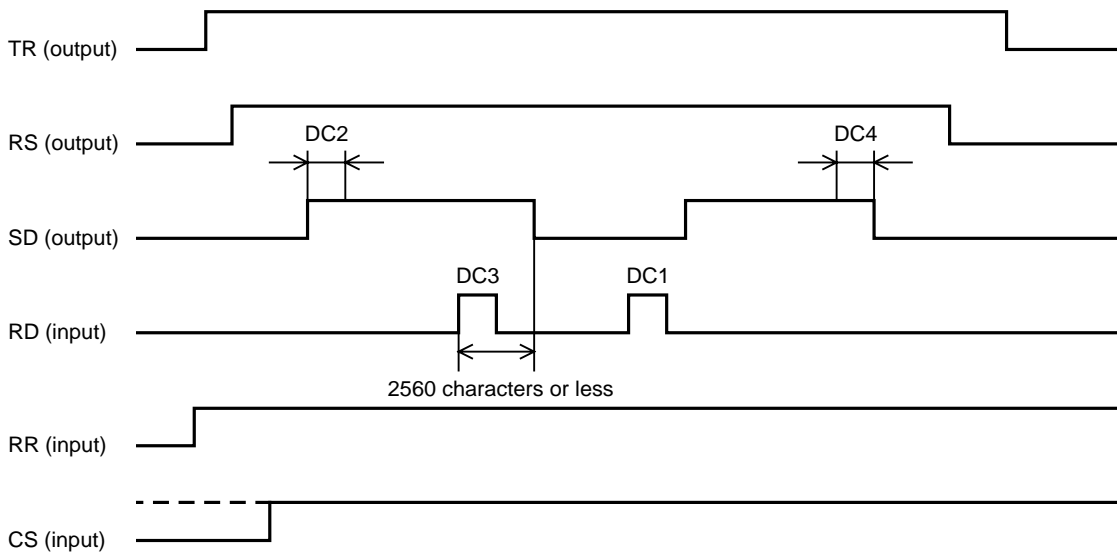 TR (output)
RS (output)
DC2
DC4
SD (output)
DC3
DC1
RD (input)
2560 characters or less
RR (input)
CS (input)